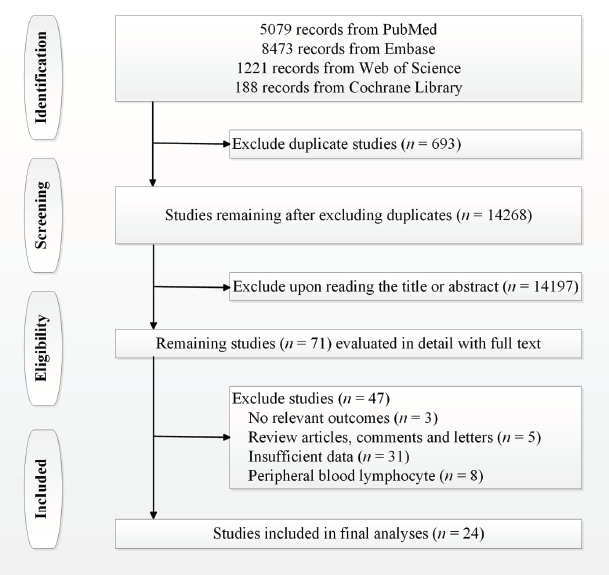 Identification
5079 records from PubMed
8473 records from Embase
1221 records from Web of Science
188 records from Cochrane Library
Exclude duplicate studies (n = 693)
Screening
Studies remaining after excluding duplicates (n = 14268)
Exclude upon reading the title or abstract (n = 14197)
Eligibility
Remaining studies (n = 71) evaluated in detail with full text
Exclude studies (n = 47)
No relevant outcomes (n = 3)
Review articles, comments and letters (n = 5)
Insufficient data (n = 31)
Peripheral blood lymphocyte (n = 8)
Included
Studies included in final analyses (n = 24)